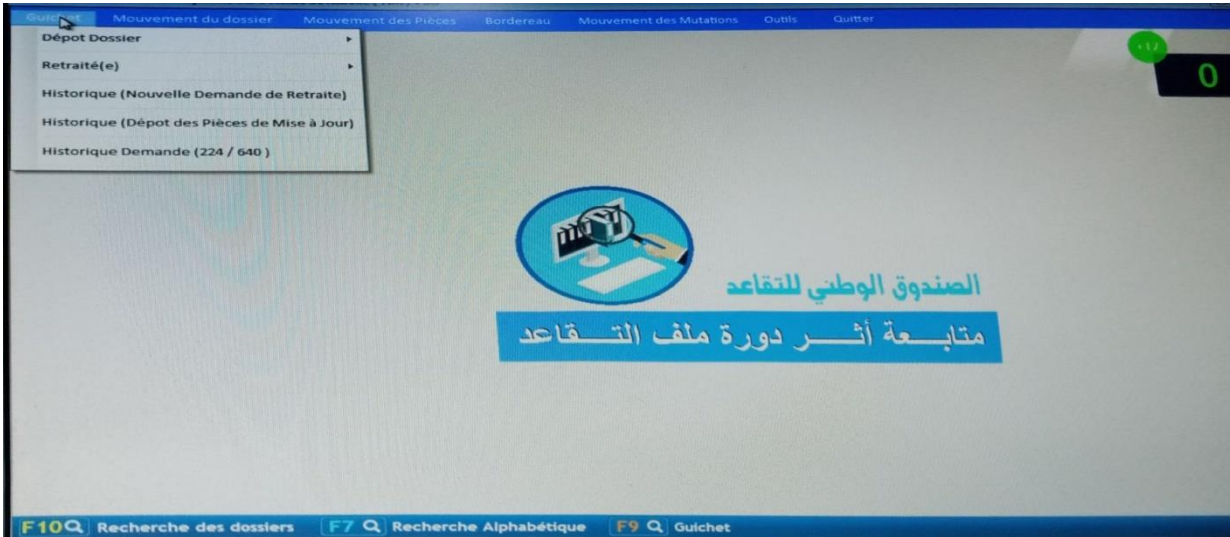 Guichet Mouvement du dossier Mouvement des Pièces Bordereau Mouvement des Mutations Outils Quitter
Dépot Dossier
Retraité(e)
Historique (Nouvelle Demande de Retraite)
Historique (Dépot des Pièces de Mise à Jour)
Historique Demande (224 / 640 )
0
الصندوق الوطني للتقاعد
متابـــعة أثـــر دورة ملف التـــقاعد
F10 Recherche des dossiers F7 Recherche Alphabétique F9 Guichet